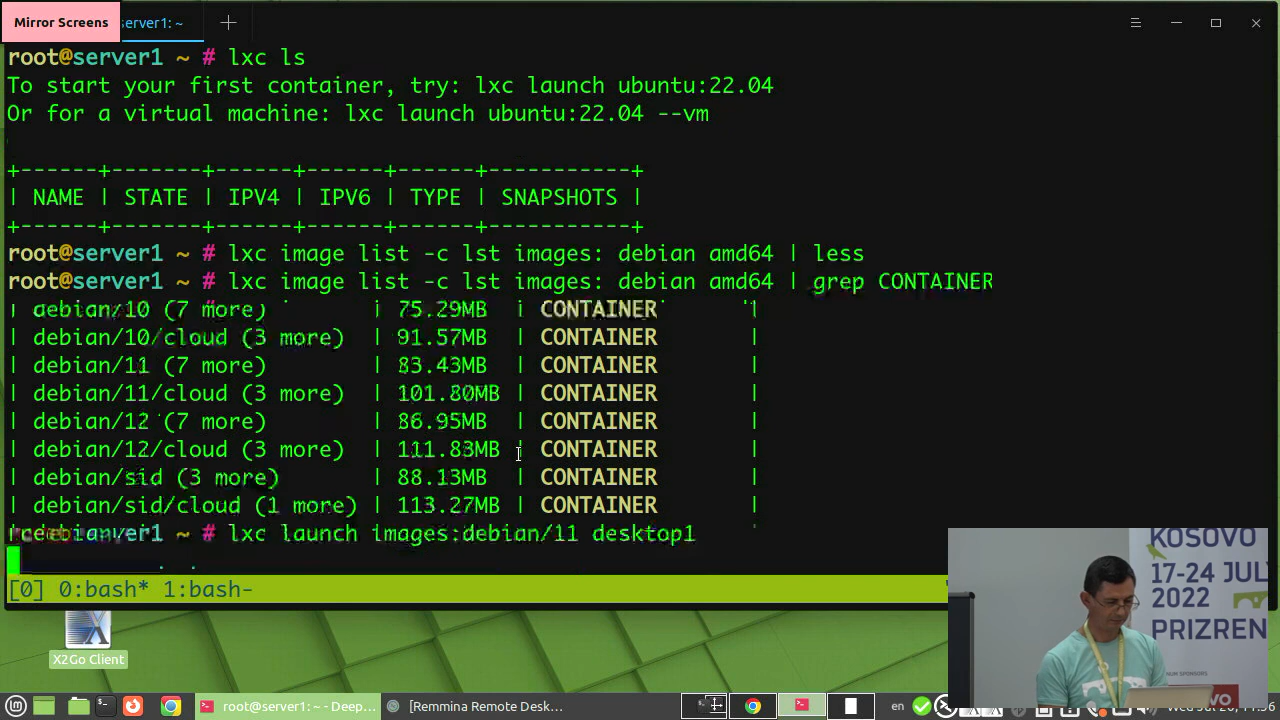 Mirror Screens
server1: ~
root@server1 ~ # lxc ls
To start your first container, try: lxc launch ubuntu:22.04
Or for a virtual machine: lxc launch ubuntu:22.04 --vm
+------+-------+------+------+------+-----------+
| NAME | STATE | IPV4 | IPV6 | TYPE | SNAPSHOTS |
+------+-------+------+------+------+-----------+
root@server1 ~ # lxc image list -c lst images: debian amd64 | less
root@server1 ~ # lxc image list -c lst images: debian amd64 | grep CONTAINER
| debian/10 (7 more) | 75.29MB | CONTAINER |
| debian/10/cloud (3 more) | 91.57MB | CONTAINER |
| debian/11 (7 more) | 83.43MB | CONTAINER |
| debian/11/cloud (3 more) | 101.80MB | CONTAINER |
| debian/12 (7 more) | 86.95MB | CONTAINER |
| debian/12/cloud (3 more) | 111.83MB | CONTAINER |
| debian/sid (3 more) | 88.13MB | CONTAINER |
| debian/sid/cloud (1 more) | 113.27MB | CONTAINER |
~ # lxc launch images:debian/11 desktop1
[0] 0:bash* 1:bash-
X2Go Client
KOSOVO
17-24 JUL
2022
PRIZREN
root@server1: ~ - Deep...
[Remmina Remote Desk...
en